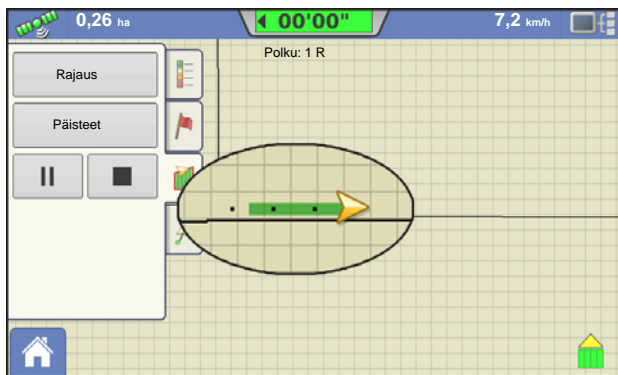 0,26 ha
00'00"
7,2 km/h
Polku: 1 R
Rajaus
Päisteet